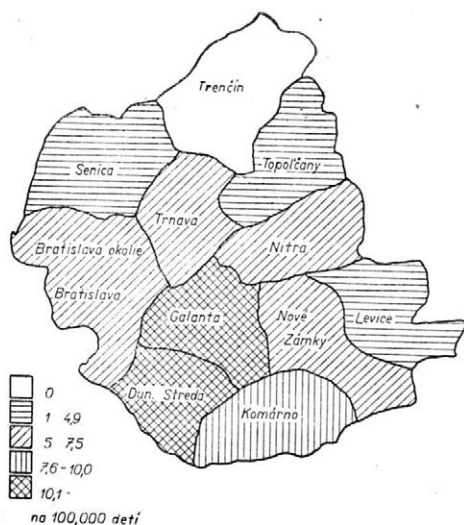 Trenčín
Senica
Topoľčany
Trnava
Bratislava okolie
Nitra
Bratislava
Galanta
Nové
Zámky
Levice
Dun. Streda
Komárno
0
1 4,9
5 7,5
7,6-10,0
10,1-
na 100,000 detí